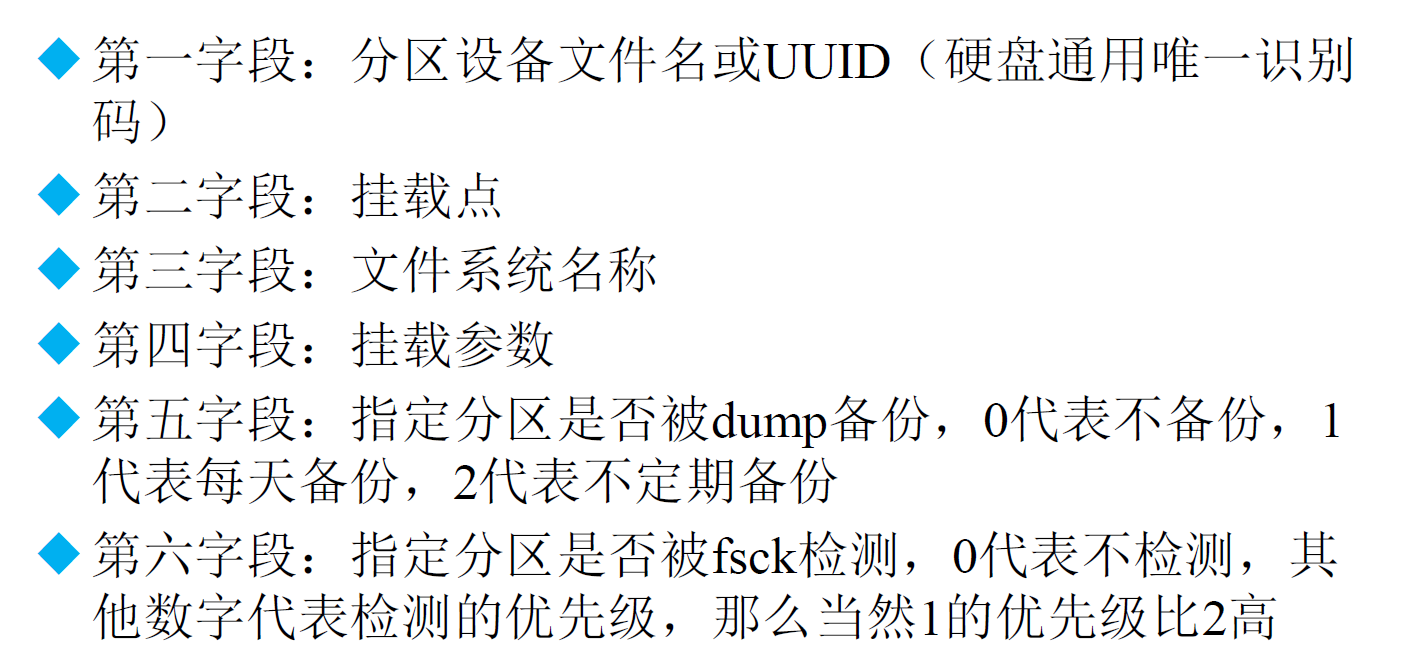 ◆ 第一字段：分区设备文件名或UUID（硬盘通用唯一识别
码）
◆ 第二字段：挂载点
◆ 第三字段：文件系统名称
◆ 第四字段：挂载参数
◆ 第五字段：指定分区是否被dump备份，0代表不备份，1
代表每天备份，2代表不定期备份
◆ 第六字段：指定分区是否被fsck检测，0代表不检测，其
他数字代表检测的优先级，那么当然1的优先级比2高